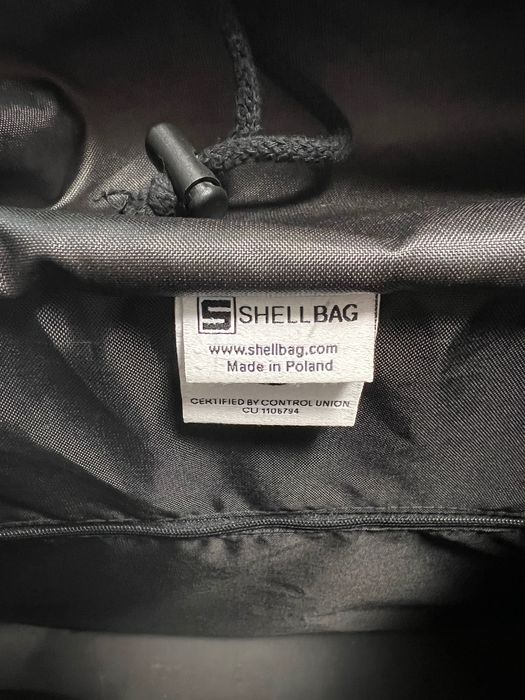 S SHELLBAG
www.shellbag.com
Made in Poland
CERTIFIED BY CONTROL UNION
CU 1106794